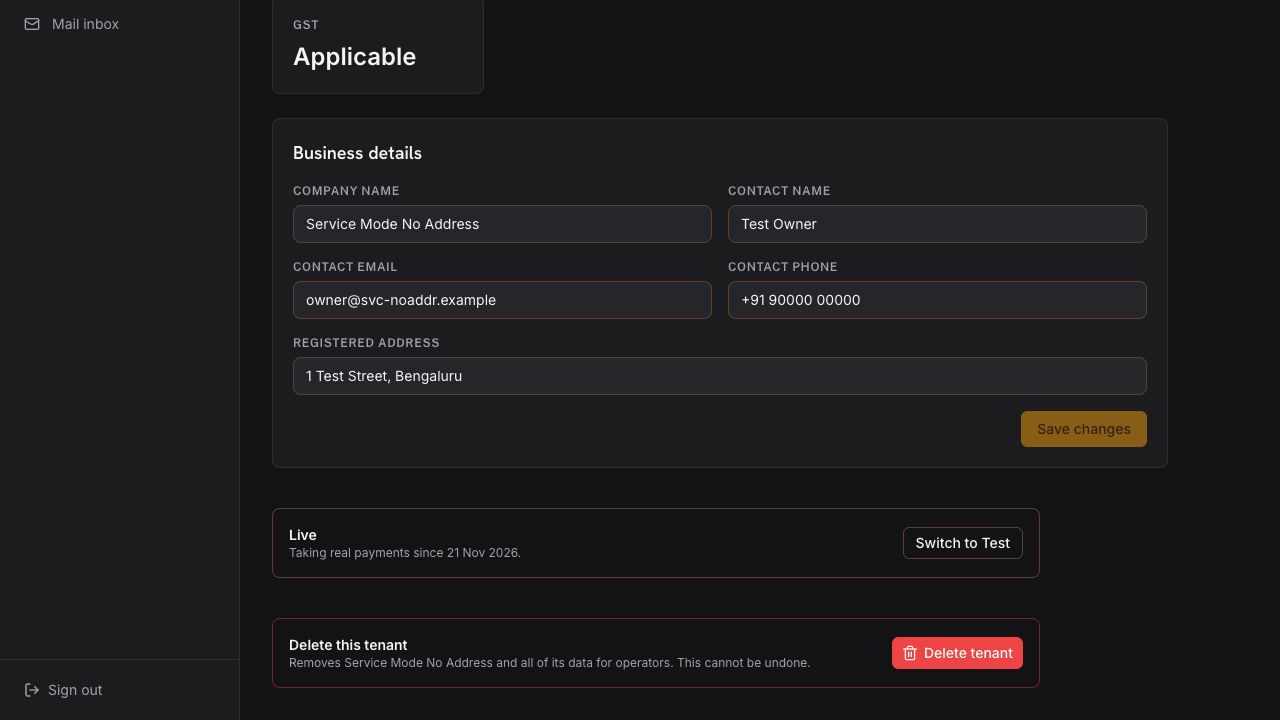 Mail inbox
GST
Applicable
Business details
COMPANY NAME
CONTACT NAME
Service Mode No Address
Test Owner
CONTACT EMAIL
CONTACT PHONE
owner@svc-noaddr.example
+91 90000 00000
REGISTERED ADDRESS
1 Test Street, Bengaluru
Save changes
Live
Taking real payments since 21 Nov 2026.
Switch to Test
Delete this tenant
Removes Service Mode No Address and all of its data for operators. This cannot be undone.
Delete tenant
Sign out